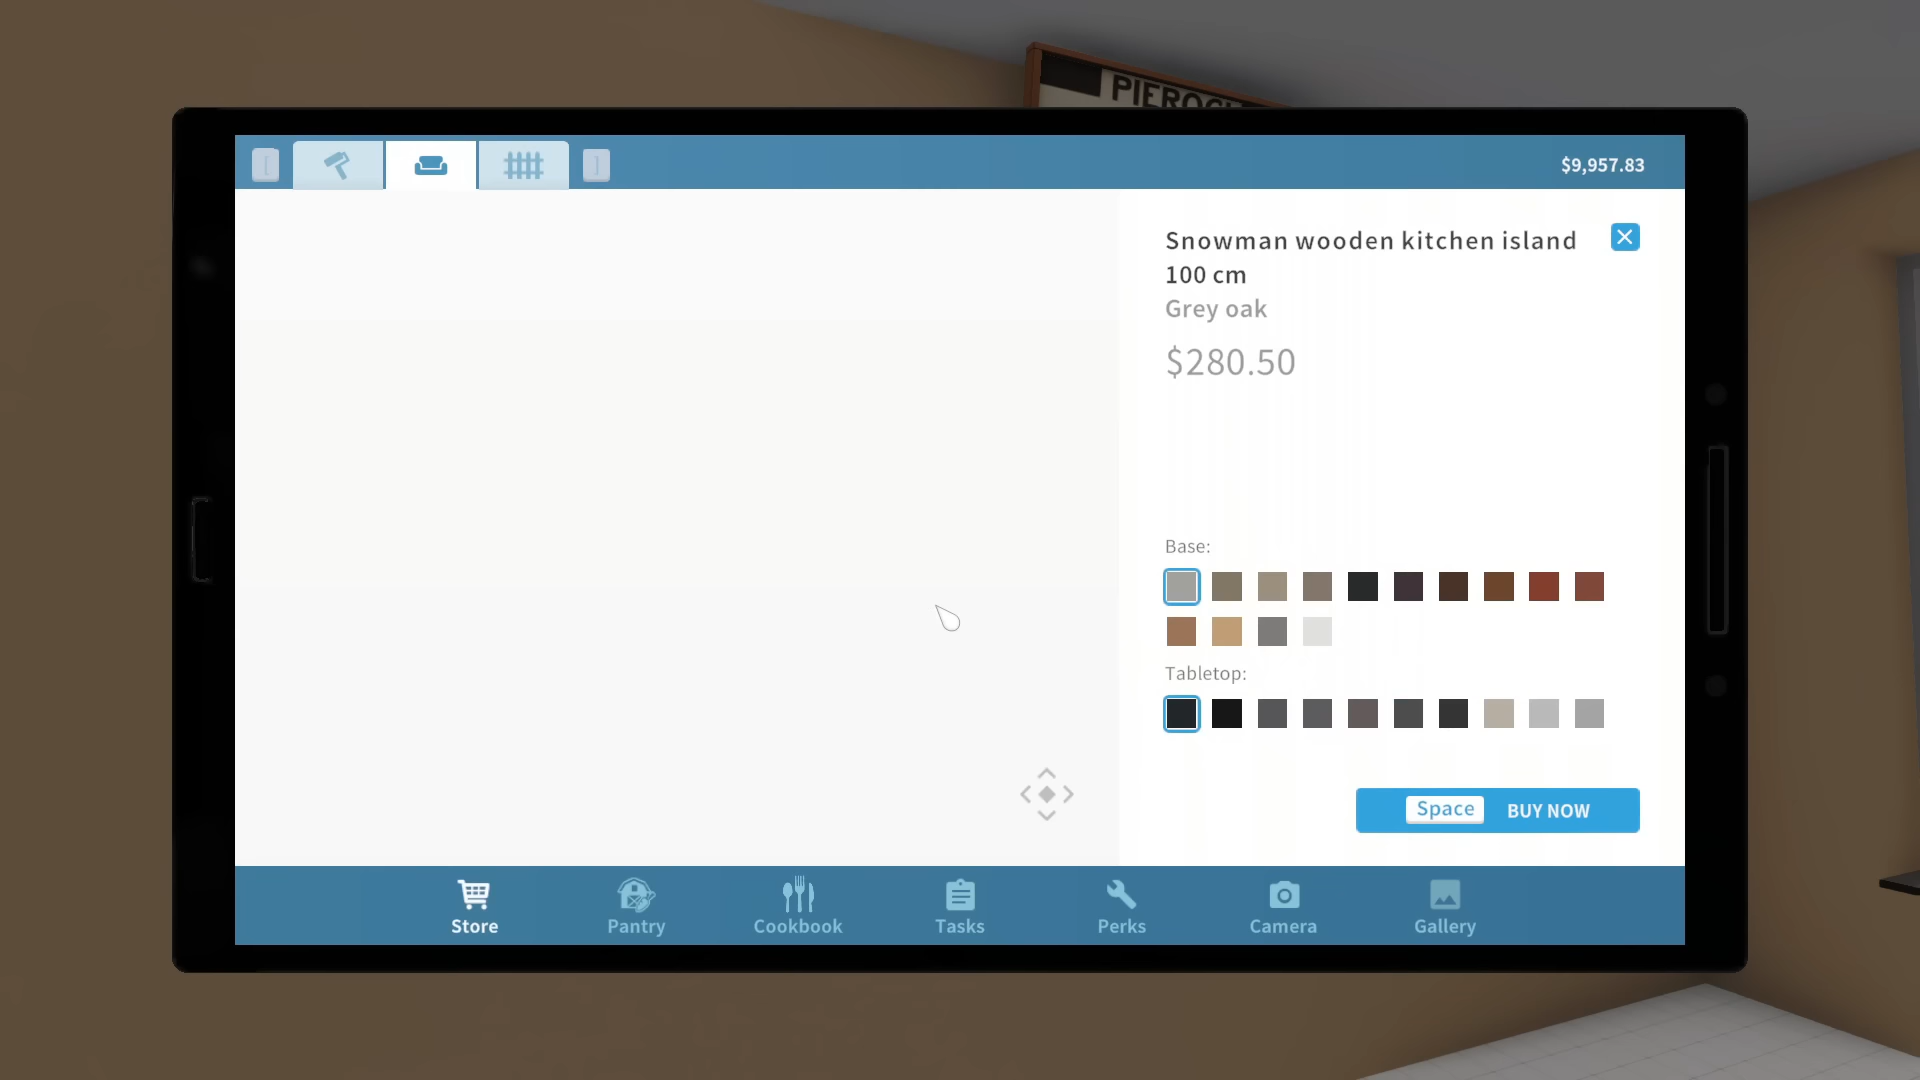 [
]
$9,957.83
Snowman wooden kitchen island
100 cm
Grey oak
$280.50
Base:
Tabletop:
Space BUY NOW
Store Pantry Cookbook Tasks Perks Camera Gallery